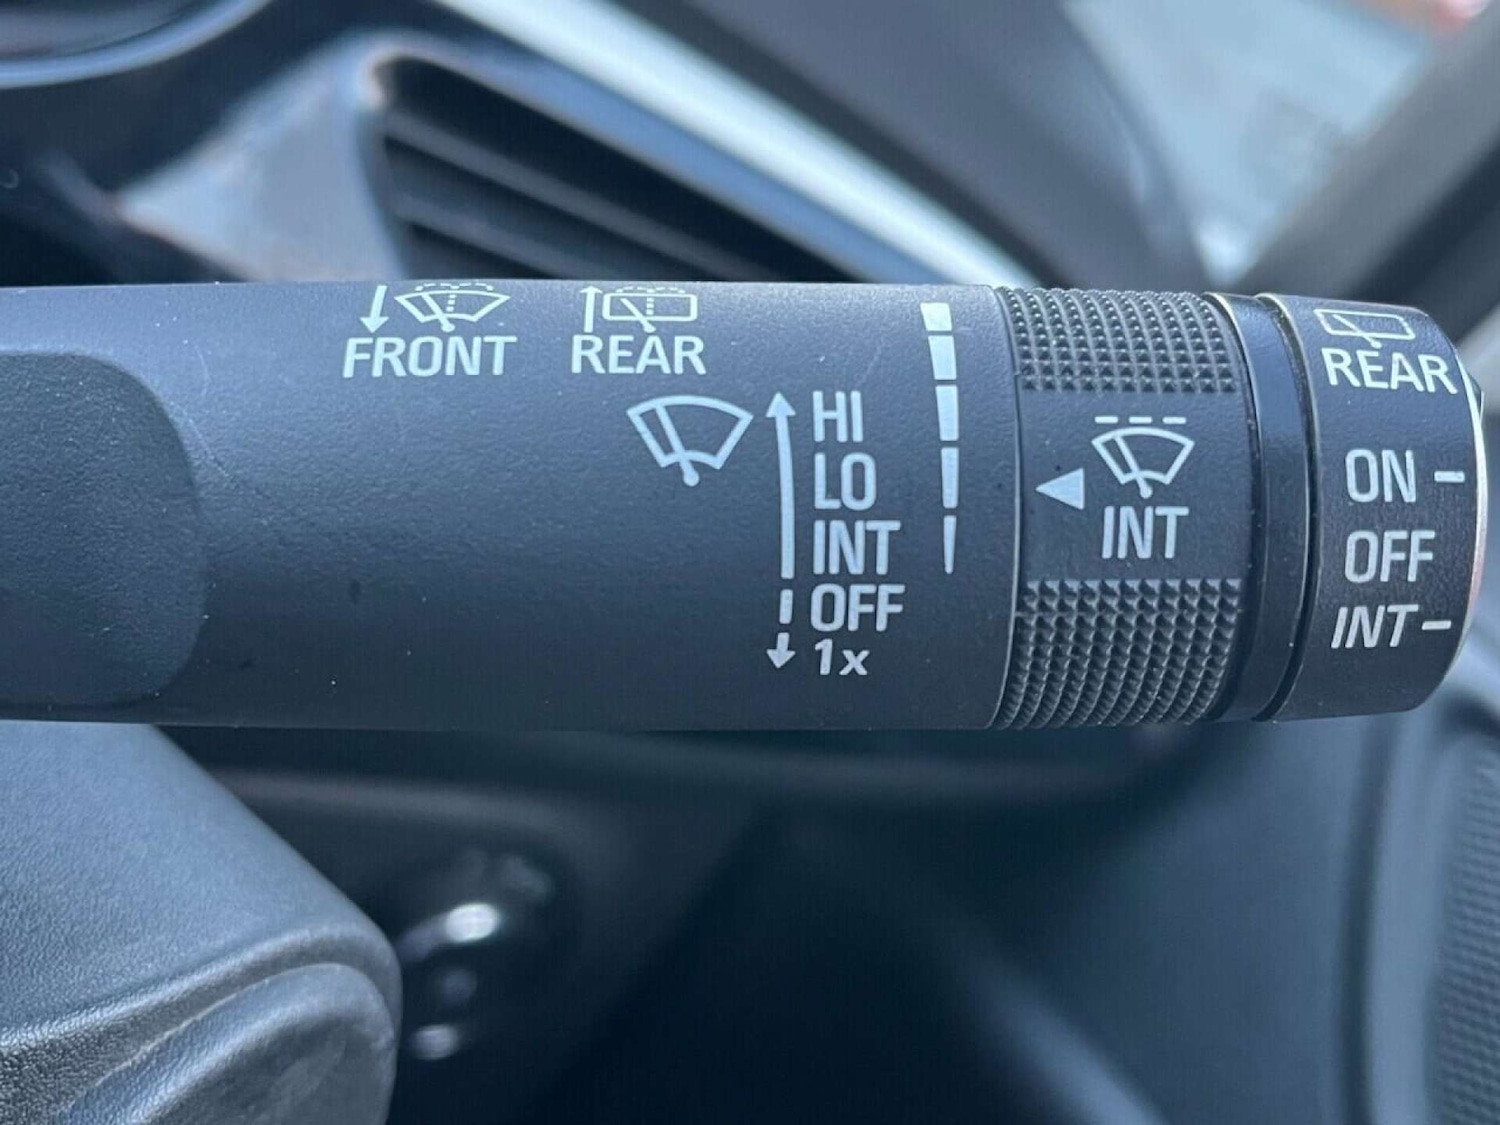 FRONT
REAR
HI
LO
INT
OFF
1x
INT
REAR
ON -
OFF
INT -